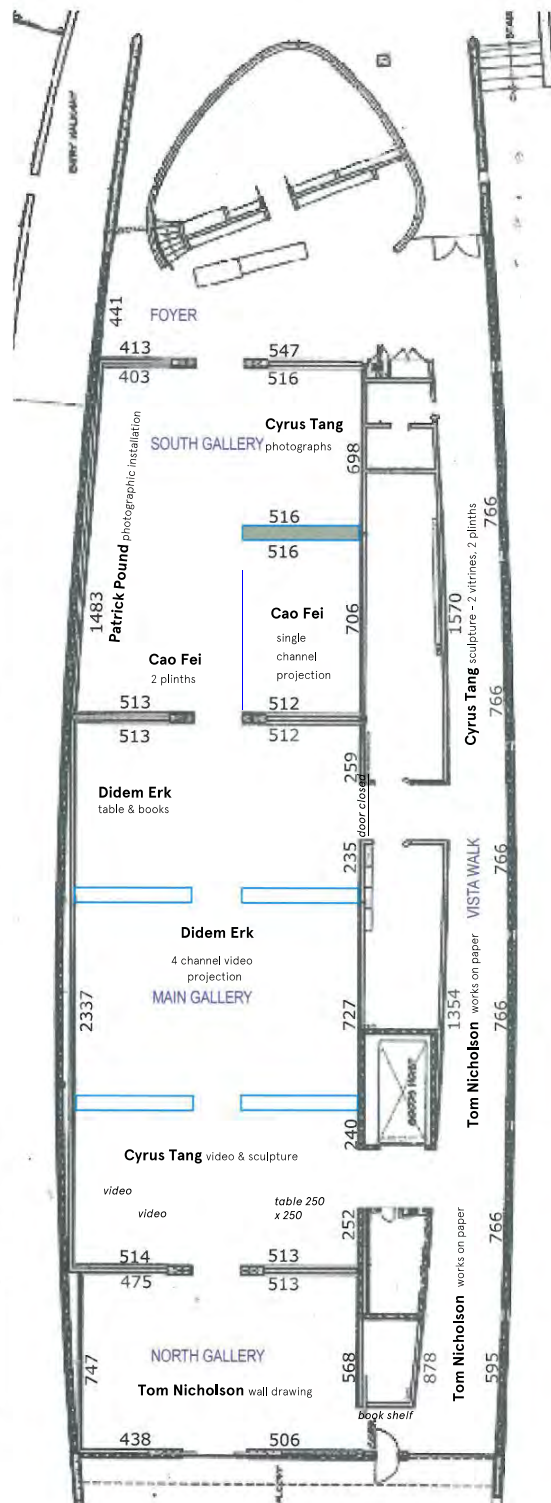 STAIR
ENTRY HALLWAY
441
FOYER
413
547
403
516
Cyrus Tang
SOUTH GALLERY photographs
698
Patrick Pound photographic installation
1483
516
516
766
Cyrus Tang sculpture - 2 vitrines, 2 plinths
1570
Cao Fei
single
channel
projection
706
Cao Fei
2 plinths
766
513
512
513
512
259
Didem Erk
table & books
door closed
235
766
VISTA WALK
Didem Erk
4 channel video
projection
MAIN GALLERY
2337
727
1354
Tom Nicholson works on paper
766
GOODS HOIST
240
Cyrus Tang video & sculpture
video
video
table 250
x 250
252
766
Tom Nicholson works on paper
514
513
475
513
747
NORTH GALLERY
568
878
595
Tom Nicholson wall drawing
book shelf
438
506